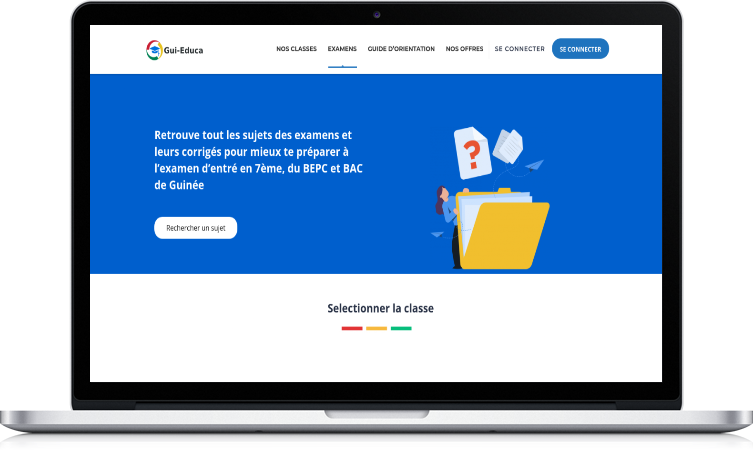 Gui-Educa
NOS CLASSES EXAMENS GUIDE D'ORIENTATION NOS OFFRES SE CONNECTER SE CONNECTER
Retrouve tout les sujets des examens et
leurs corrigés pour mieux te préparer à
l'examen d'entré en 7ème, du BEPC et BAC
de Guinée
Rechercher un sujet
?
Selectionner la classe